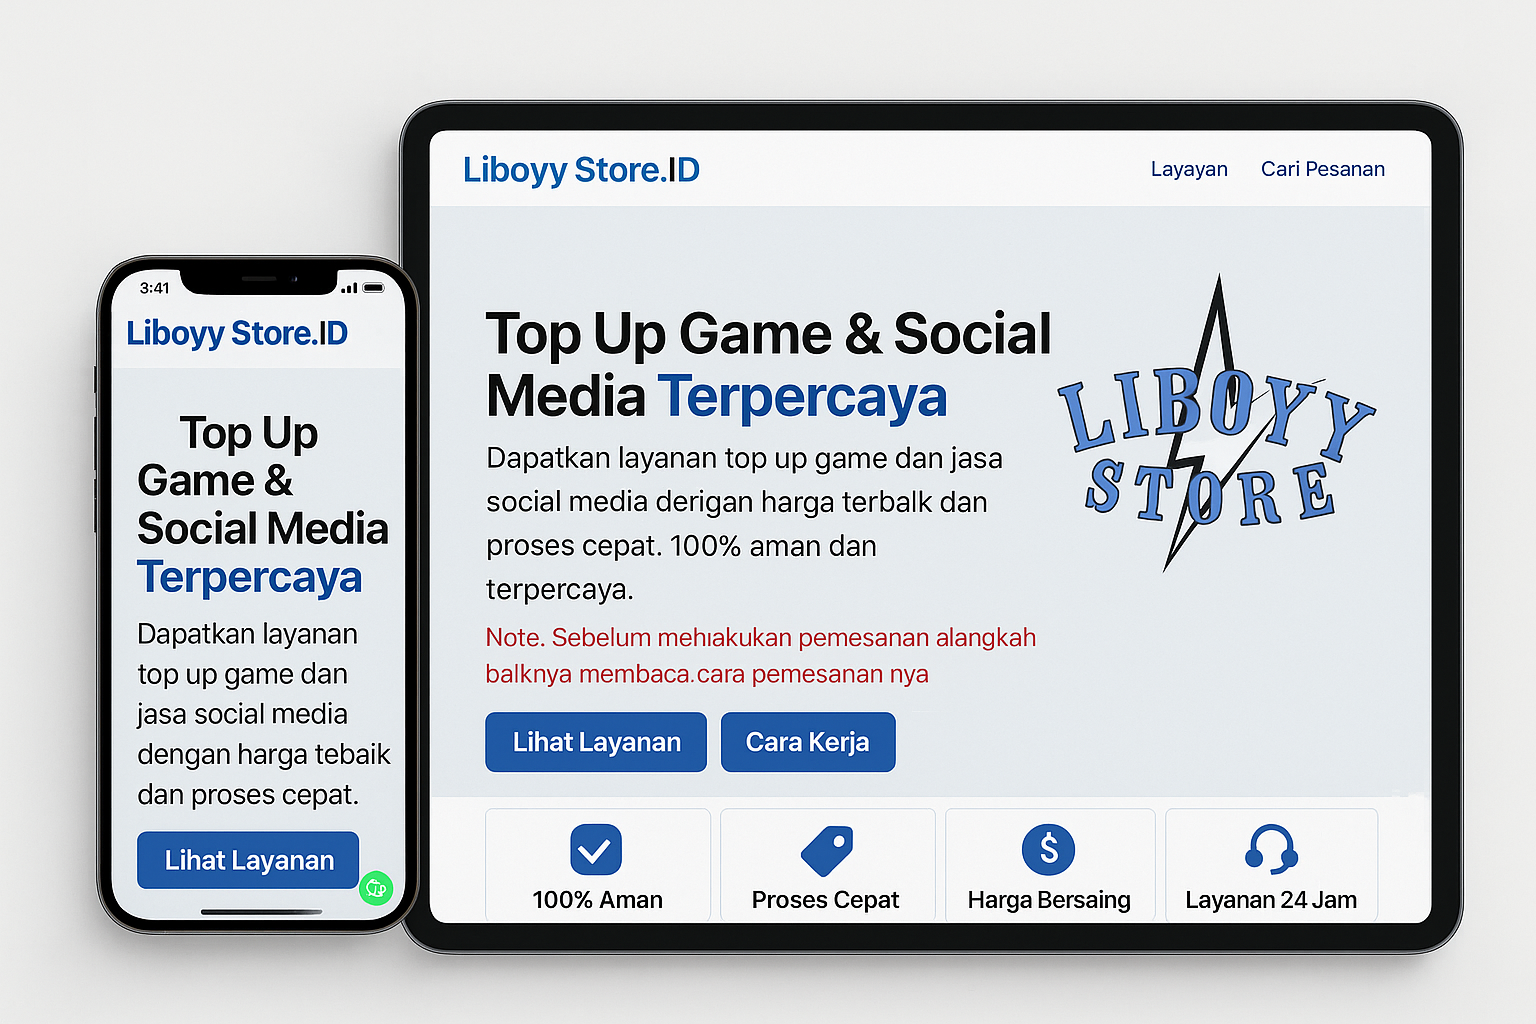 3:41
Liboyy Store.ID
Top Up
Game &
Social Media
Terpercaya
Dapatkan layanan
top up game dan
jasa social media
dengan harga tebaik
dan proses cepat.
Lihat Layanan
Liboyy Store.ID
Layayan
Cari Pesanan
Top Up Game & Social
Media Terpercaya
Dapatkan layanan top up game dan jasa
social media derigan harga terbalk dan
proses cepat. 100% aman dan
terpercaya.
Note. Sebelum mehıakukan pemesanan alangkah
balknya membaca.cara pemesanan nya
Lihat Layanan
Cara Kerja
LIBOYY
STORE
100% Aman
Proses Cepat
Harga Bersaing
Layanan 24 Jam